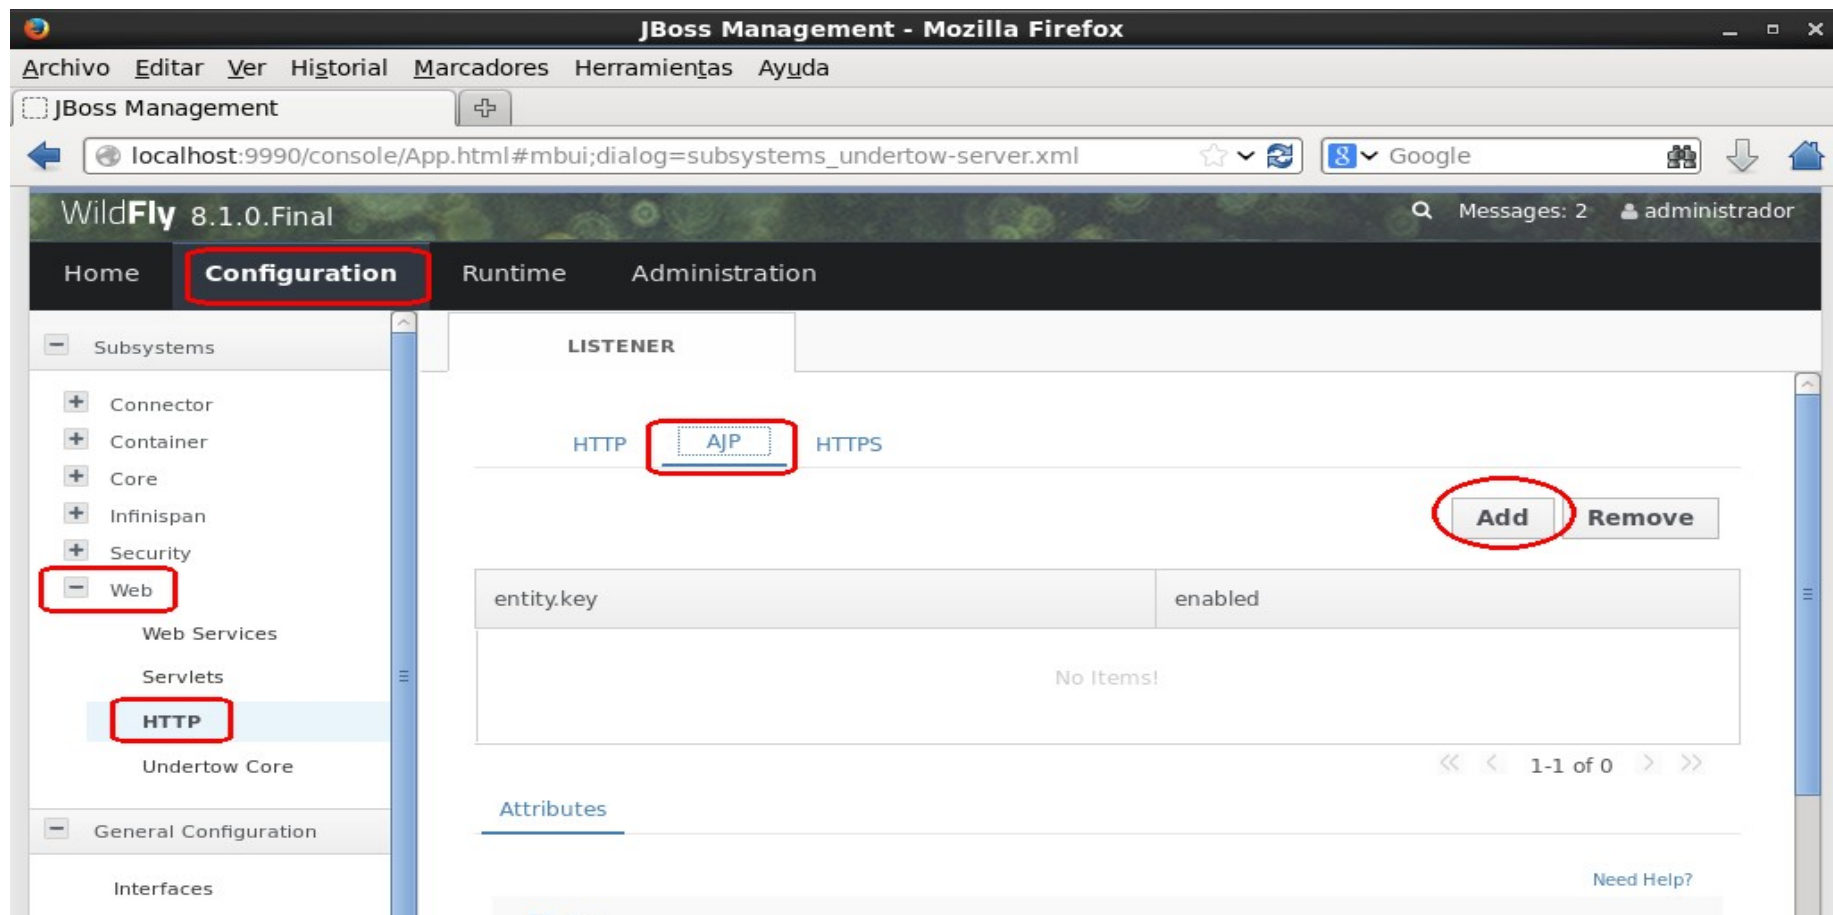 JBoss Management - Mozilla Firefox
Archivo Editar Ver Historial Marcadores Herramientas Ayuda
JBoss Management
localhost:9990/console/App.html#mbui;dialog=subsystems_undertow-server.xml
Google
WildFly 8.1.0.Final
Messages: 2 administrador
Home Configuration Runtime Administration
Subsystems
LISTENER
Connector
Container
Core
Infinispan
Security
Web
Web Services
Servlets
HTTP
Undertow Core
General Configuration
Interfaces
HTTP AJP HTTPS
Add Remove
entity.key enabled
No Items!
1-1 of 0
Attributes
Need Help?